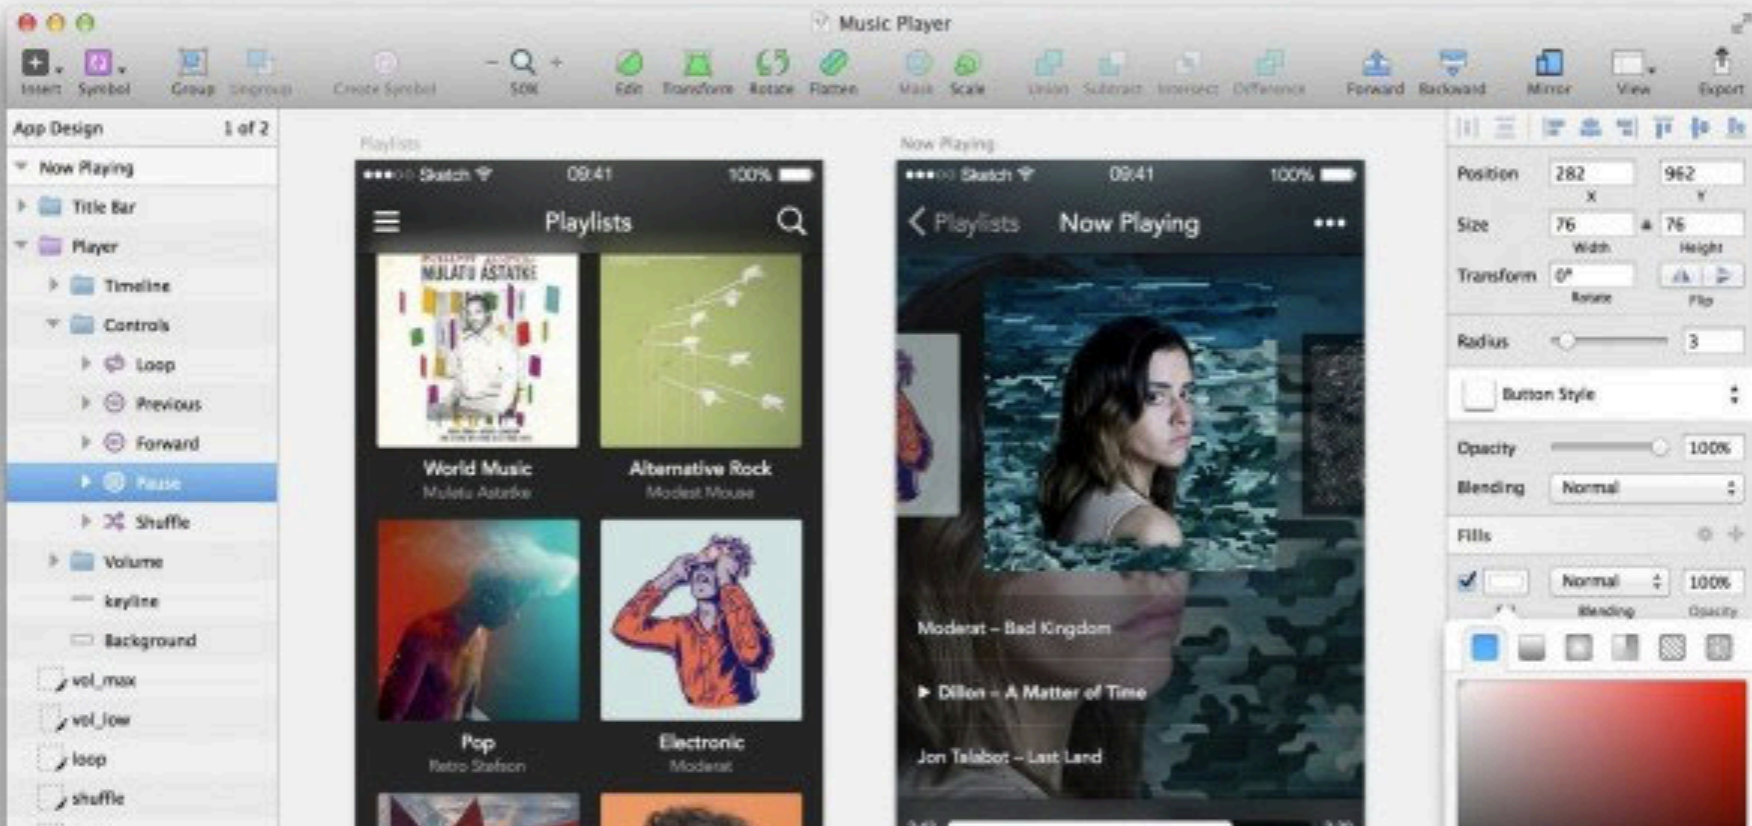 Music Player
Insert Symbol Group Ungroup Create Symbol 50% Edit Transform Rotate Flatten Mask Scale Union Subtract Intersect Difference Forward Backward Mirror View Export
App Design 1 of 2
Now Playing
Title Bar
Player
Timeline
Controls
Loop
Previous
Forward
Pause
Shuffle
Volume
keyline
Background
vol_max
vol_low
loop
shuffle
Playlists
Sketch 09:41 100%
Playlists
MULATU ASTATKE
World Music
Mulatu Astatke
Alternative Rock
Modest Mouse
Pop
Retro Stefson
Electronic
Moderat
Now Playing
Sketch 09:41 100%
Playlists Now Playing
Moderat – Bad Kingdom
Dillon – A Matter of Time
Jon Talabot – Last Land
Position 282 962
X Y
Size 76 76
Width Height
Transform 0°
Rotate Flip
Radius 3
Button Style
Opacity 100%
Blending Normal
Fills
Normal 100%
Blending Opacity